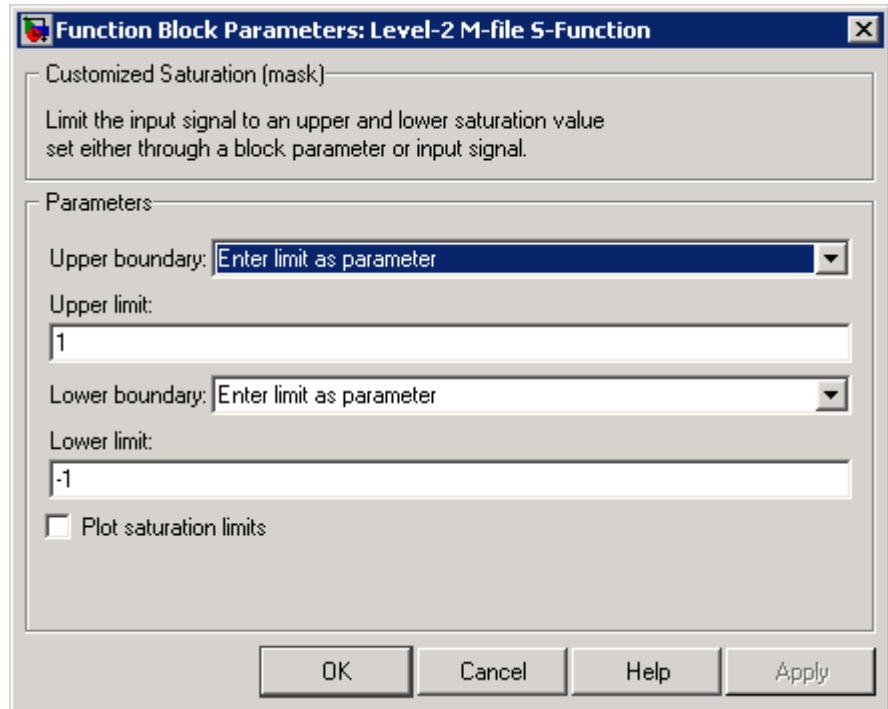 Function Block Parameters: Level-2 M-file S-Function
Customized Saturation (mask)
Limit the input signal to an upper and lower saturation value
set either through a block parameter or input signal.
Parameters
Upper boundary: Enter limit as parameter
Upper limit:
1
Lower boundary: Enter limit as parameter
Lower limit:
-1
Plot saturation limits
OK Cancel Help Apply